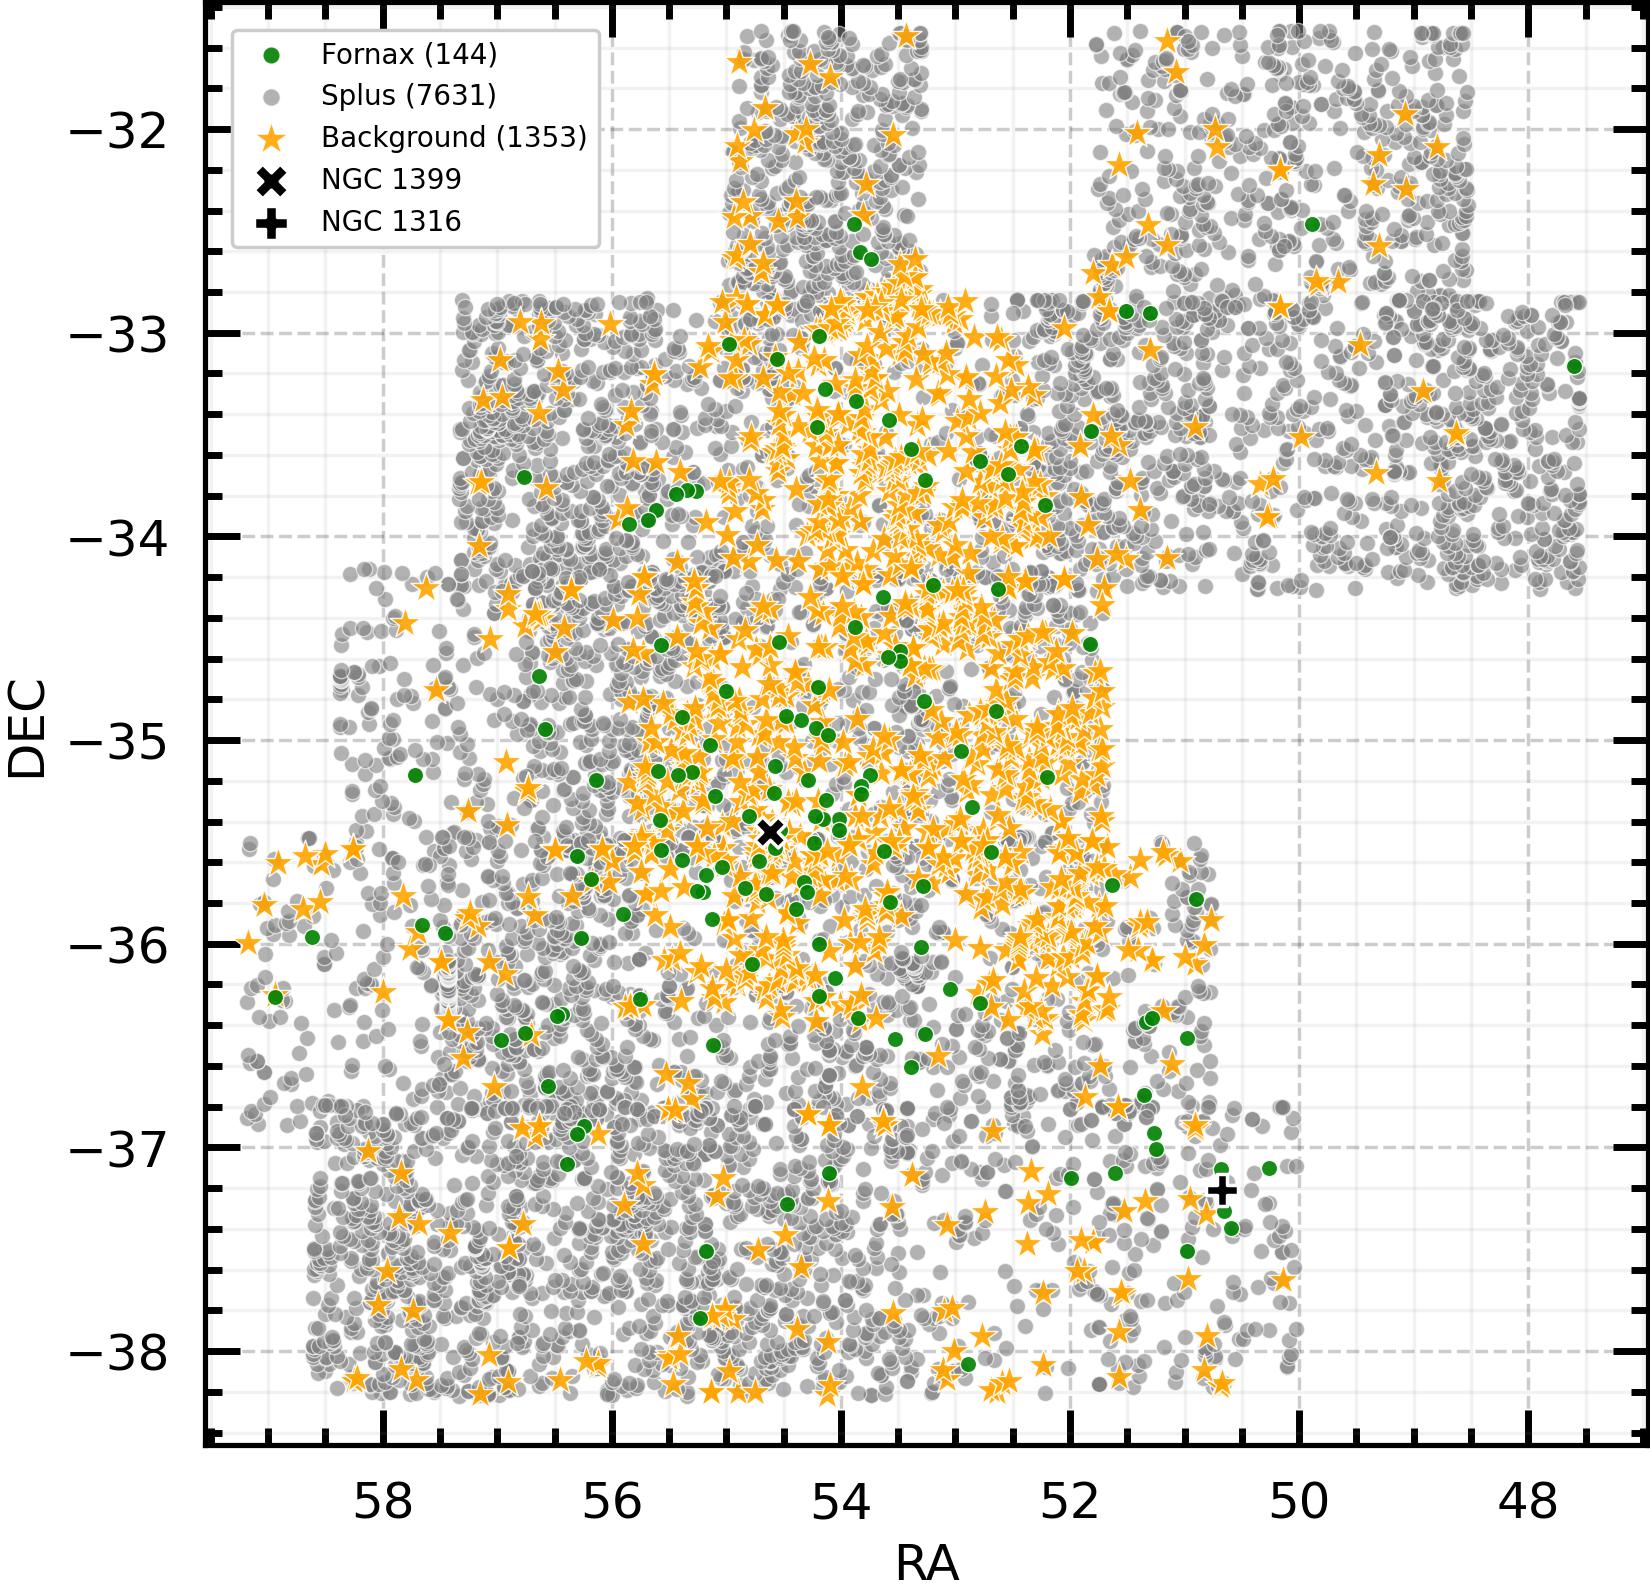 Fornax (144)
Splus (7631)
Background (1353)
NGC 1399
NGC 1316
−32
−33
−34
−35
−36
−37
−38
DEC
58 56 54 52 50 48
RA